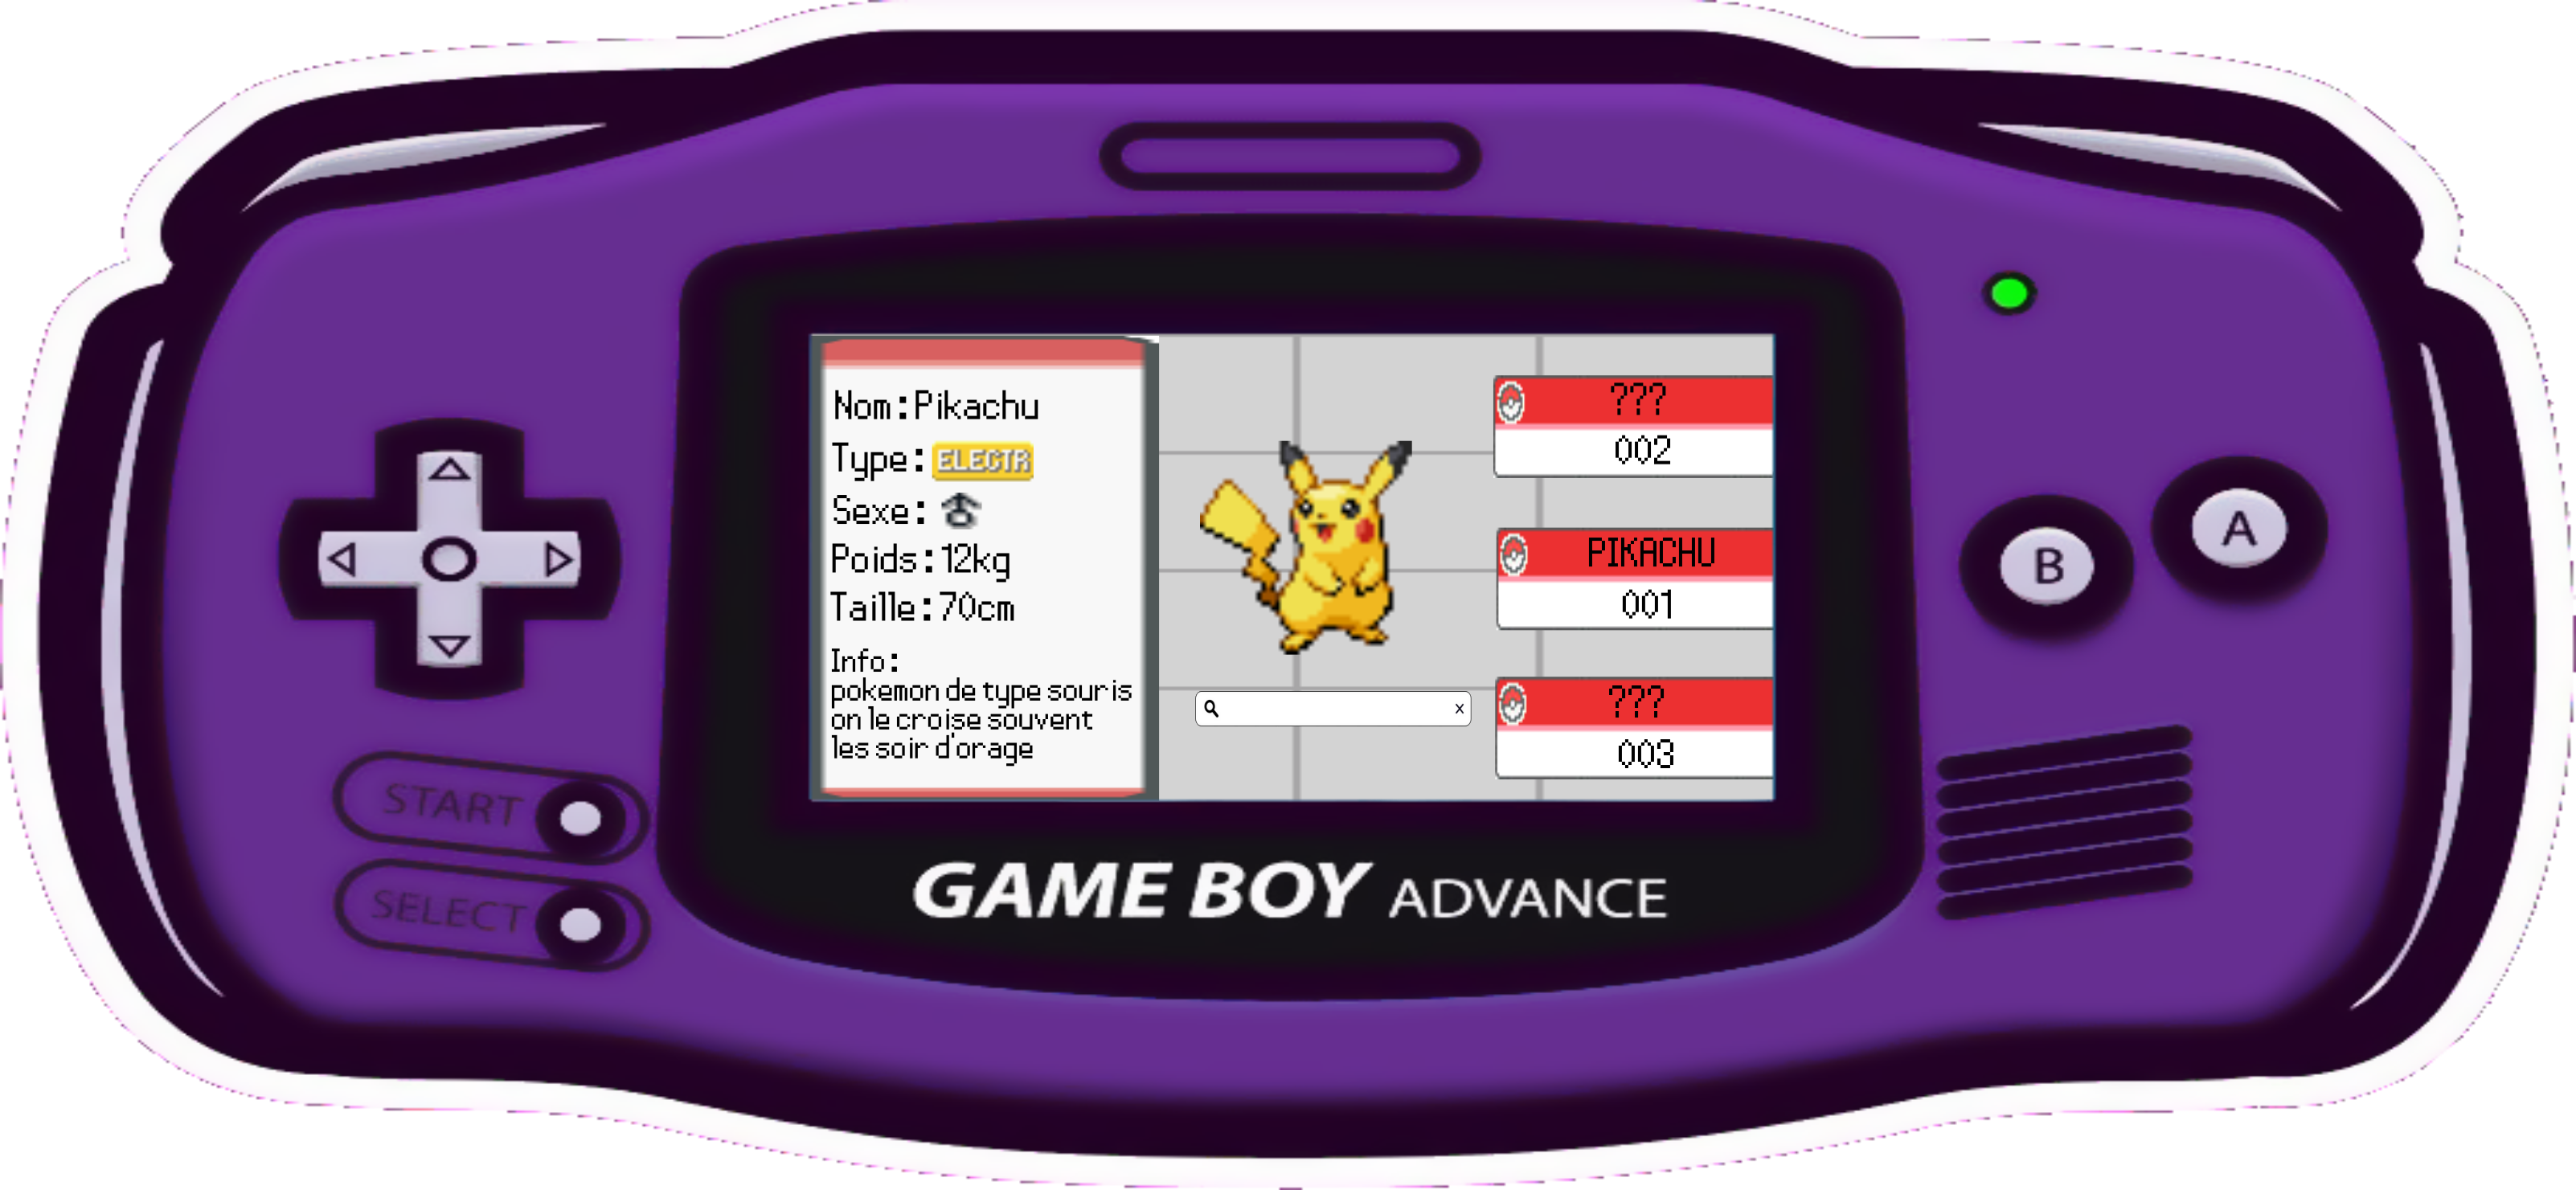 Nom:Pikachu
Type: ELECTR
Sexe:
Poids:12kg
Taille:70cm
Info:
pokemon de type souris
on le croise souvent
les soir d'orage
???
002
PIKACHU
001
???
003
x
B
A
START
SELECT
GAME BOY ADVANCE